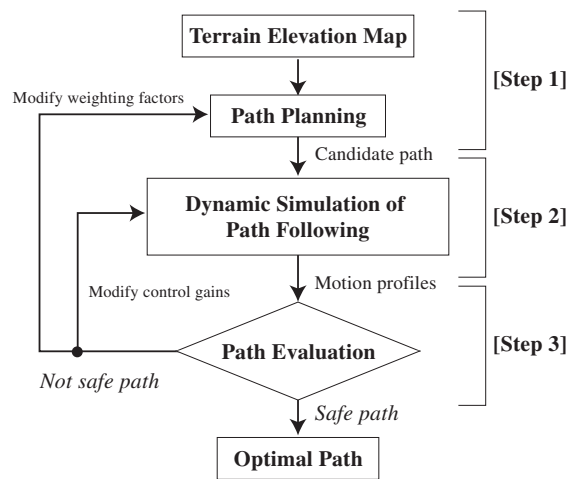 Terrain Elevation Map
[Step 1]
Modify weighting factors
Path Planning
Candidate path
Dynamic Simulation of
Path Following
[Step 2]
Modify control gains
Motion profiles
Path Evaluation
[Step 3]
Not safe path
Safe path
Optimal Path